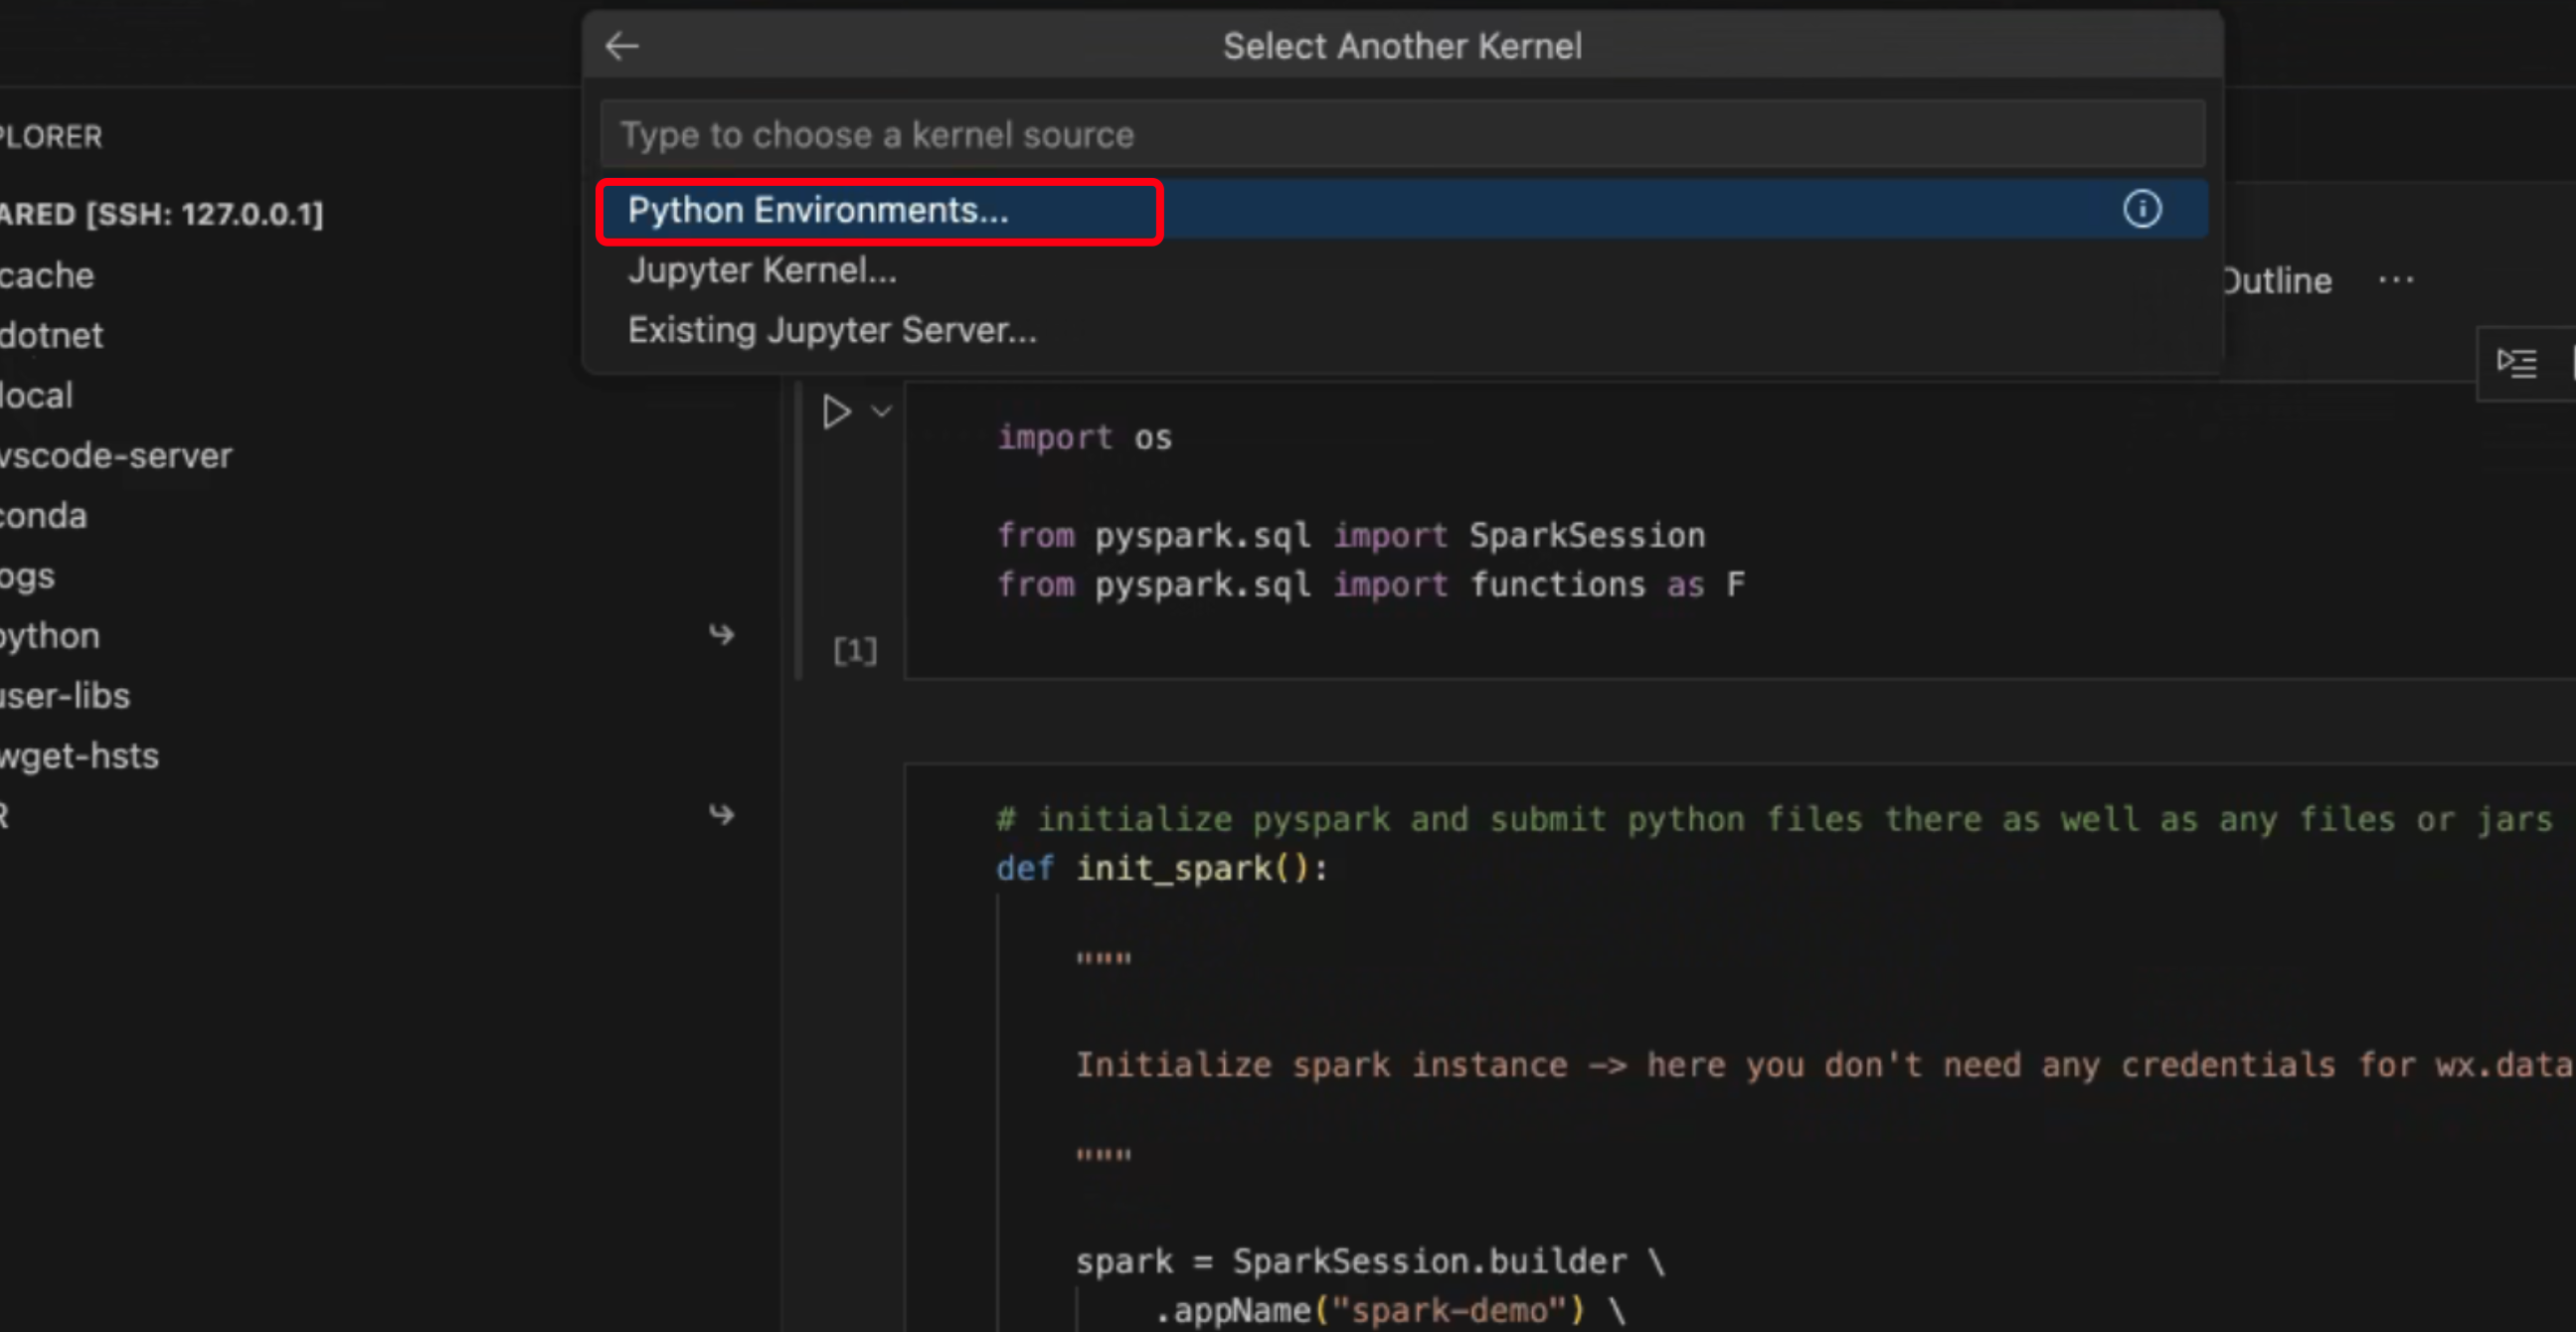 Select Another Kernel
Type to choose a kernel source
Python Environments...
Jupyter Kernel...
Existing Jupyter Server...
PLORER
ARED [SSH: 127.0.0.1]
cache
dotnet
local
vscode-server
conda
ogs
python
user-libs
wget-hsts
R
Outline ...
import os
from pyspark.sql import SparkSession
from pyspark.sql import functions as F
[1]
# initialize pyspark and submit python files there as well as any files or jars
def init_spark():
"""
Initialize spark instance —> here you don't need any credentials for wx.data
"""
spark = SparkSession.builder \
.appName("spark-demo") \